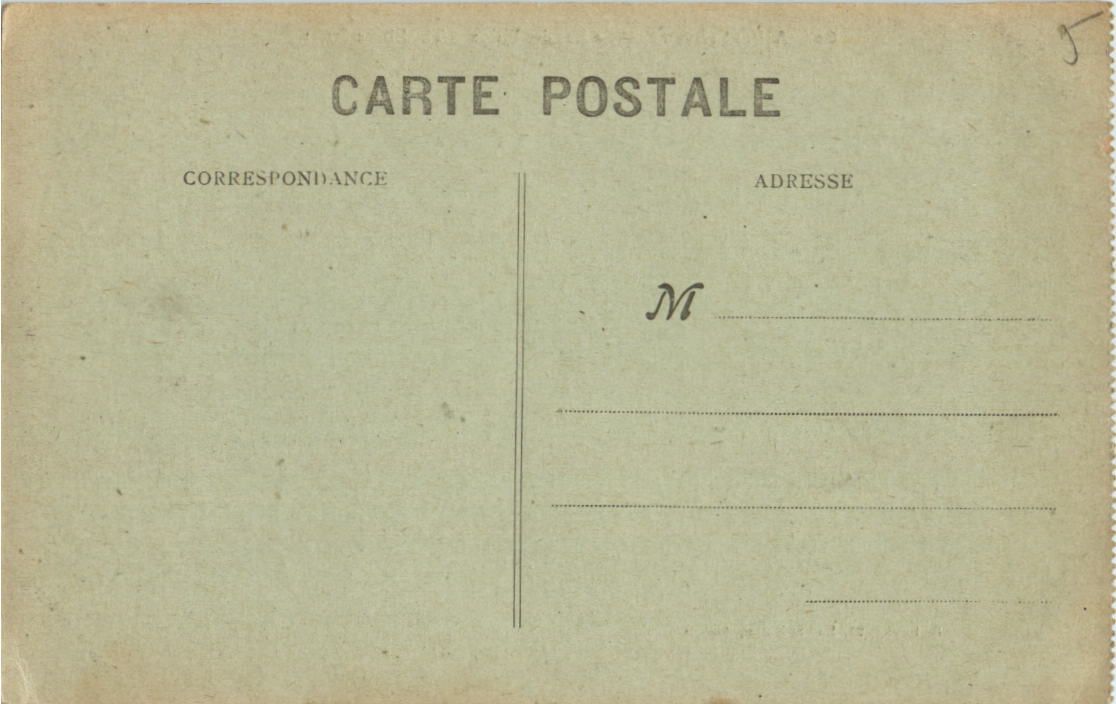 5
CARTE POSTALE
CORRESPONDANCE
ADRESSE
M